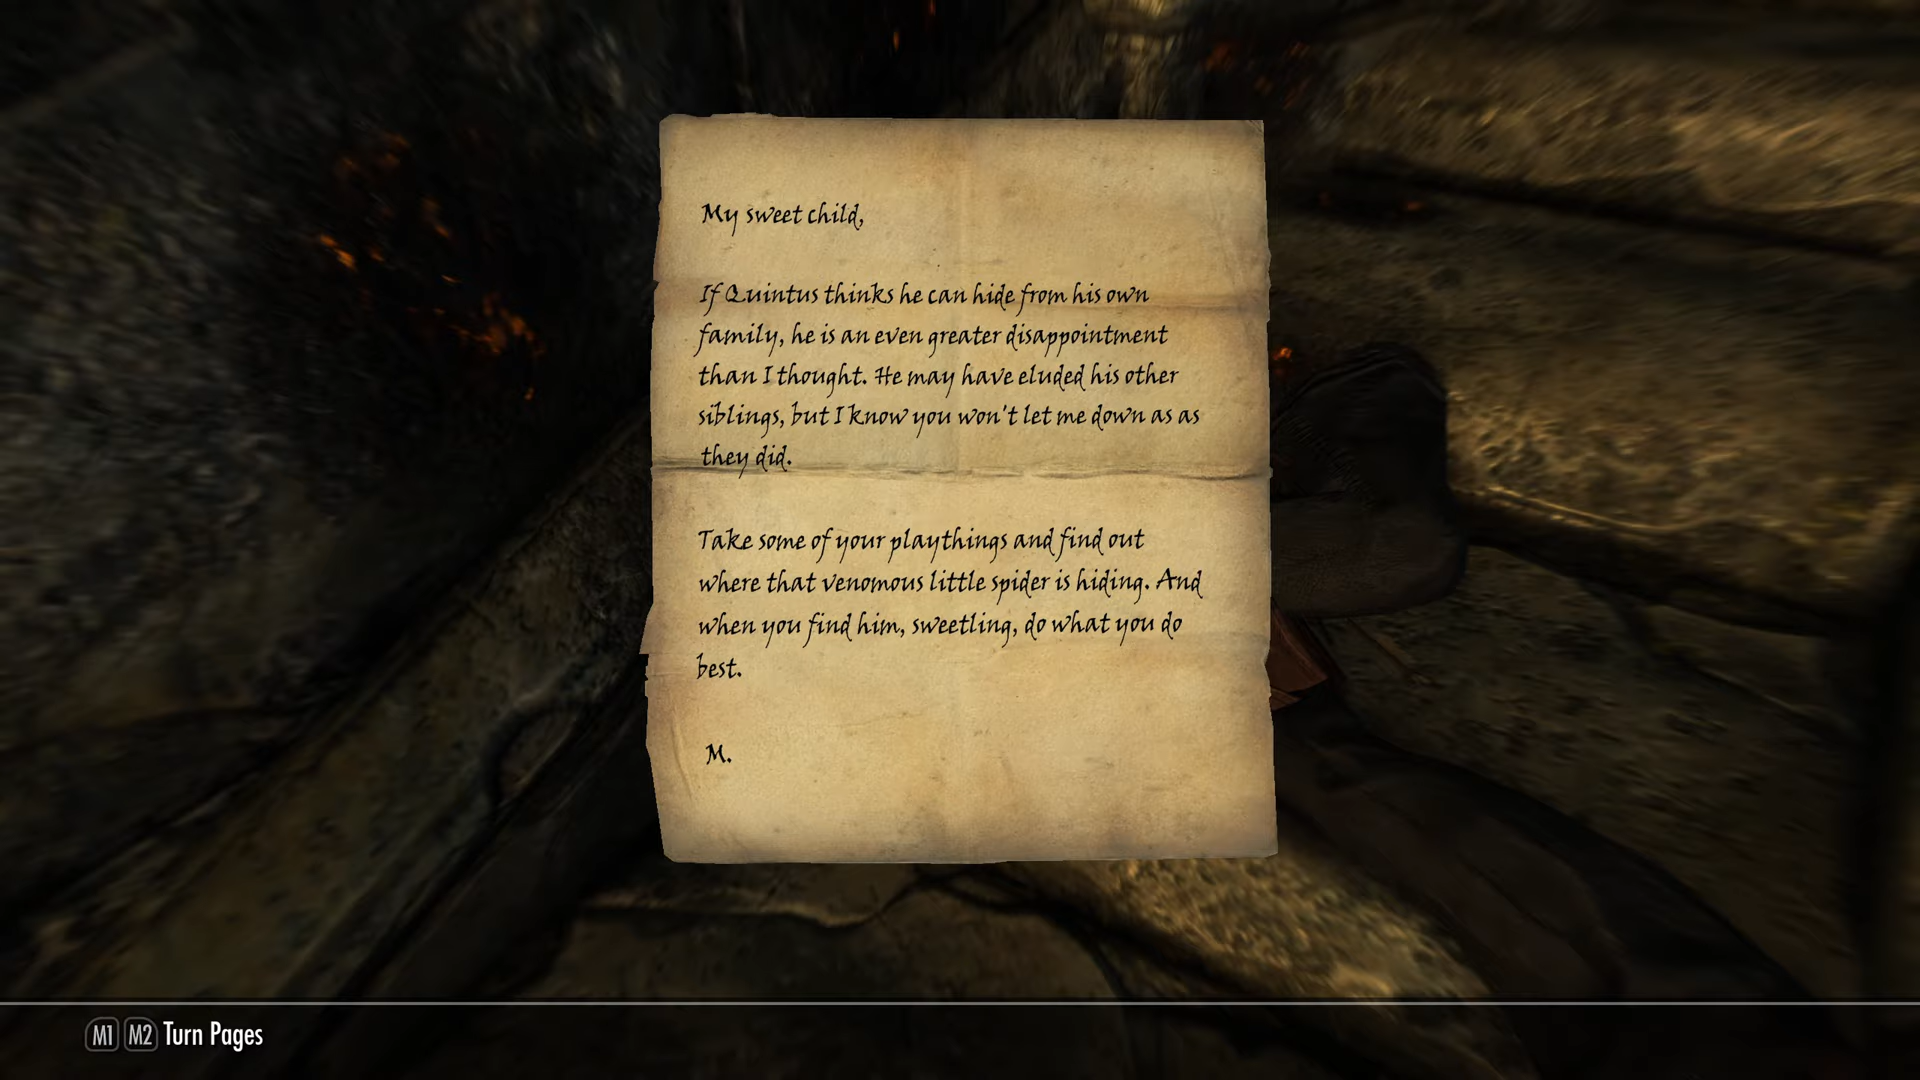 My sweet child,
If Quintus thinks he can hide from his own
family, he is an even greater disappointment
than I thought. He may have eluded his other
siblings, but I know you won't let me down as as
they did.
Take some of your playthings and find out
where that venomous little spider is hiding. And
when you find him, sweetling, do what you do
best.
M.
M1 M2 Turn Pages